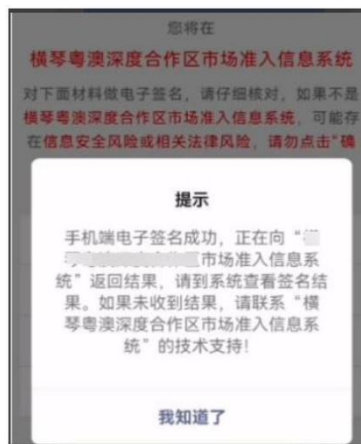 您将在
横琴粤澳深度合作区市场准入信息系统
对下面材料做电子签名，请仔细核对，如果不是
横琴粤澳深度合作区市场准入信息系统，可能存
在信息安全风险或相关法律风险，请勿点击“确
提示
手机端电子签名成功，正在向“
市场准入信息系
统”返回结果，请到系统查看签名结
果。如果未收到结果，请联系“横
琴粤澳深度合作区市场准入信息系
统”的技术支持！
我知道了